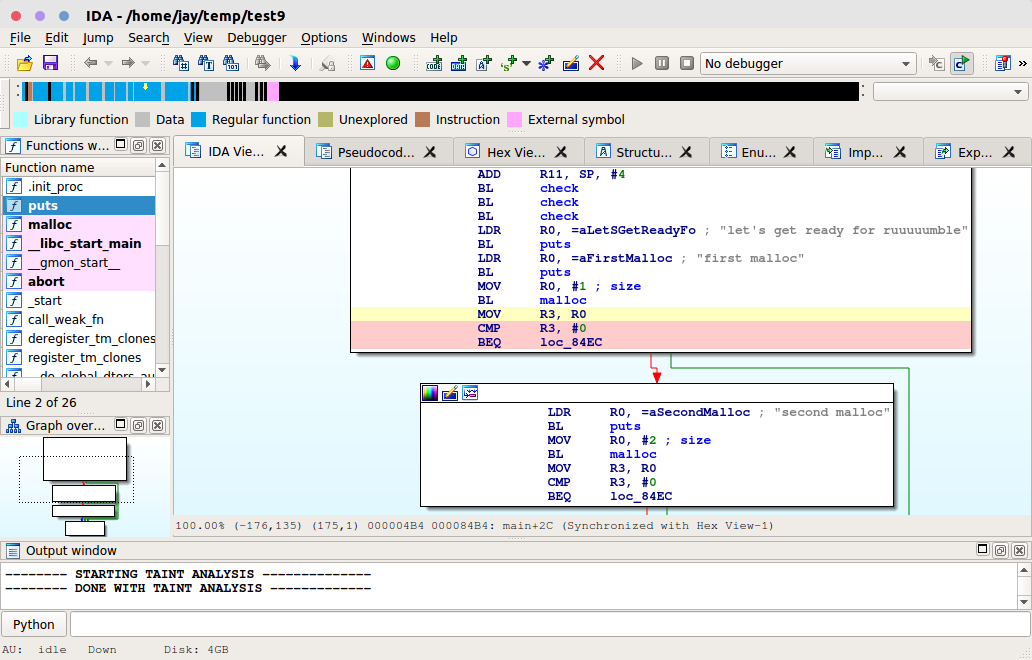 IDA - /home/jay/temp/test9
File Edit Jump Search View Debugger Options Windows Help
No debugger
Library function Data Regular function Unexplored Instruction External symbol
Functions w...
IDA Vie... Pseudocod... Hex Vie... Structu... Enu... Imp... Exp...
Function name
.init_proc
puts
malloc
__libc_start_main
__gmon_start__
abort
_start
call_weak_fn
deregister_tm_clones
register_tm_clones
Line 2 of 26
Graph over...
ADD R11, SP, #4
BL check
BL check
BL check
LDR R0, =aLetSGetReadyFo ; "let's get ready for ruuuuumble"
BL puts
LDR R0, =aFirstMalloc ; "first malloc"
BL puts
MOV R0, #1 ; size
BL malloc
MOV R3, R0
CMP R3, #0
BEQ loc_84EC
LDR R0, =aSecondMalloc ; "second malloc"
BL puts
MOV R0, #2 ; size
BL malloc
MOV R3, R0
CMP R3, #0
BEQ loc_84EC
100.00% (-176,135) (175,1) 000004B4 000084B4: main+2C (Synchronized with Hex View-1)
Output window
-------- STARTING TAINT ANALYSIS --------------
-------- DONE WITH TAINT ANALYSIS -------------
Python
AU: idle Down Disk: 4GB